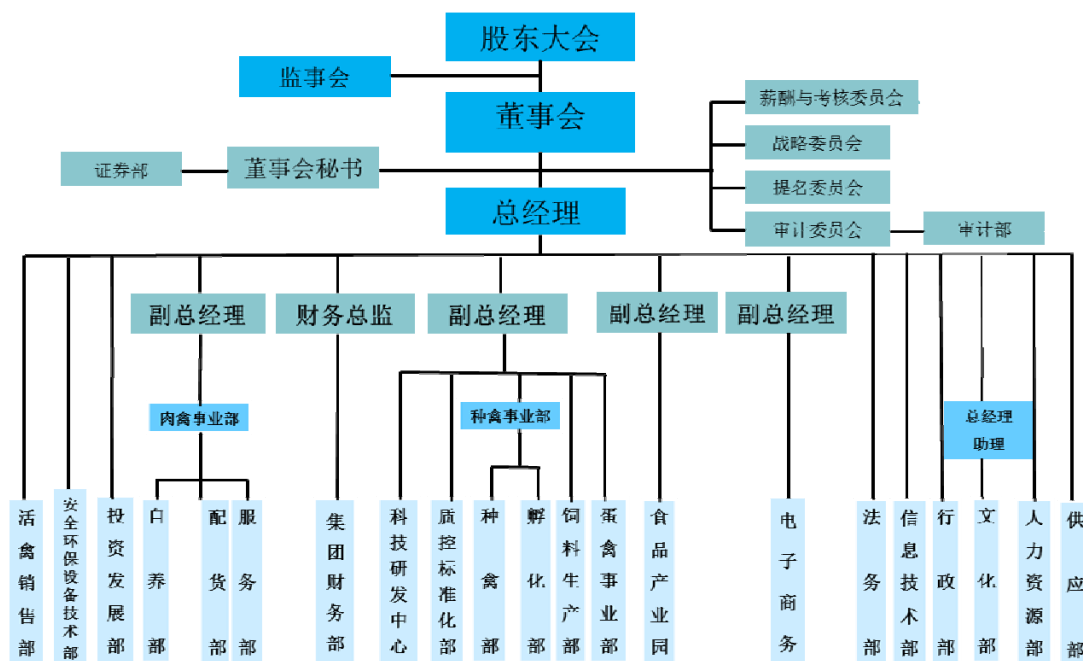 股东大会
监事会
董事会
薪酬与考核委员会
战略委员会
证券部
董事会秘书
提名委员会
总经理
审计委员会
审计部
副总经理
财务总监
副总经理
副总经理
副总经理
肉禽事业部
种禽事业部
总经理
助理
活禽销售部
安全环保设备技术部
投资发展部
自养部
配货部
服务部
集团财务部
科技研发中心
质控标准化部
种禽部
孵化部
饲料生产部
蛋禽事业部
食品产业园
电子商务
法务部
信息技术部
行政部
文化部
人力资源部
供应部